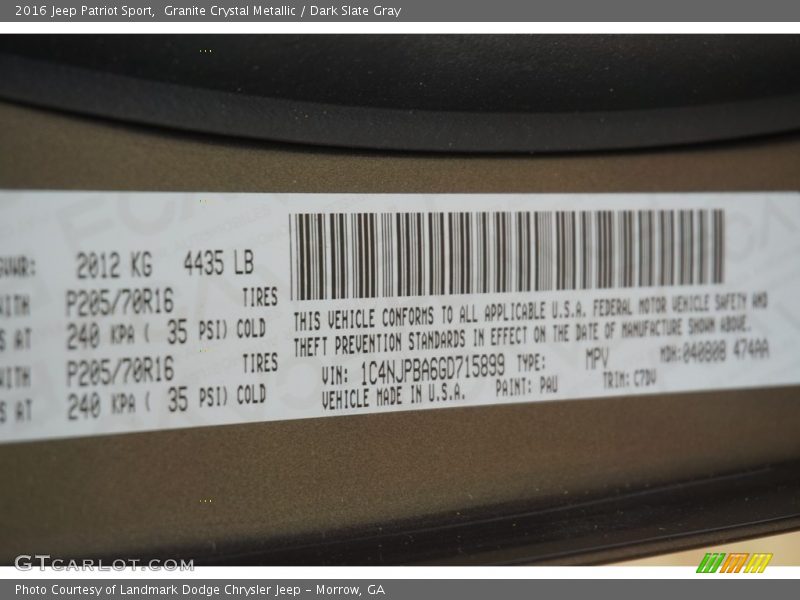 2016 Jeep Patriot Sport,  Granite Crystal Metallic / Dark Slate Gray
GVWR: 2012 KG 4435 LB
WITH P205/70R16 TIRES
S AT 240 KPA ( 35 PSI) COLD
WITH P205/70R16 TIRES
S AT 240 KPA ( 35 PSI) COLD
THIS VEHICLE CONFORMS TO ALL APPLICABLE U.S.A. FEDERAL MOTOR VEHICLE SAFETY AND
THEFT PREVENTION STANDARDS IN EFFECT ON THE DATE OF MANUFACTURE SHOWN ABOVE.
VIN: 1C4NJPBA6GD715899 TYPE: MPV MDH:040808 474AA
VEHICLE MADE IN U.S.A. PAINT: PAU TRIM: C7DV
GTCARLOT.COM
Photo Courtesy of Landmark Dodge Chrysler Jeep – Morrow, GA